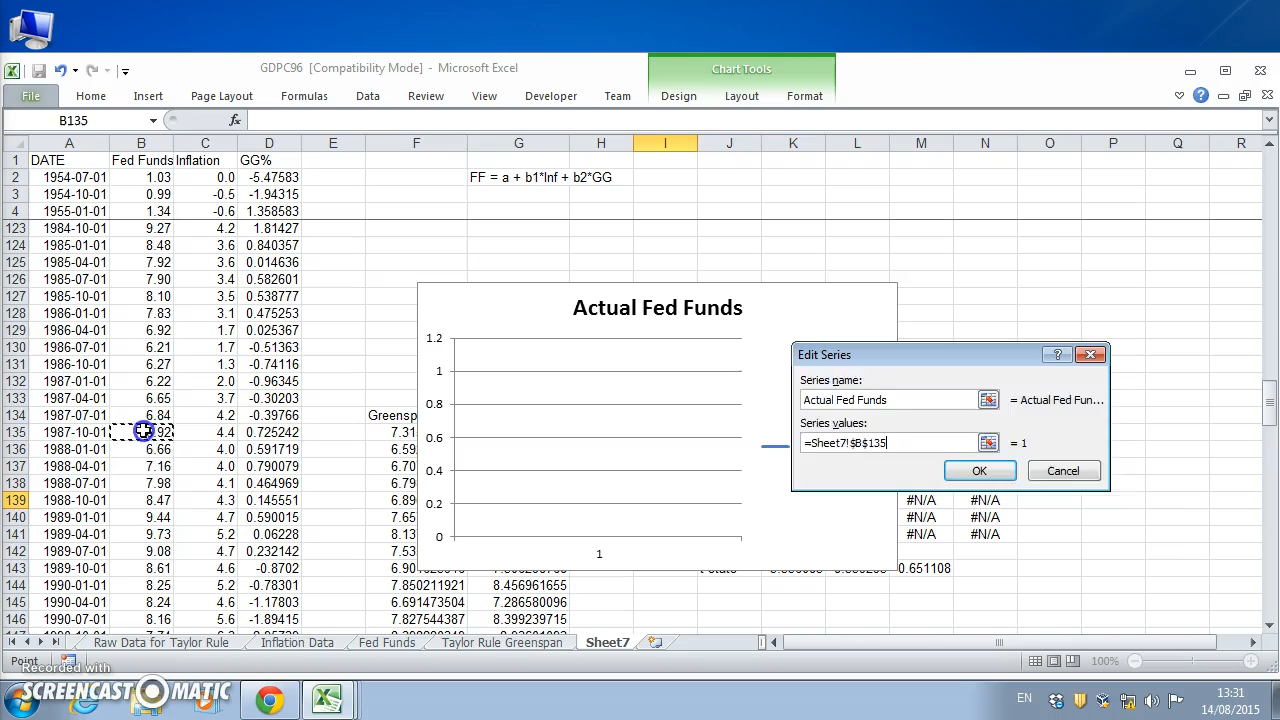 GDPC96 [Compatibility Mode] - Microsoft Excel
Chart Tools
File Home Insert Page Layout Formulas Data Review View Developer Team Design Layout Format
B135 fx
A B C D E F G H I J K L M N O P Q R
1 DATE Fed Funds Inflation GG%
2 1954-07-01 1.03 0.0 -5.47583 FF = a + b1*Inf + b2*GG
3 1954-10-01 0.99 -0.5 -1.94315
4 1955-01-01 1.34 -0.6 1.358583
123 1984-10-01 9.27 4.2 1.81427
124 1985-01-01 8.48 3.6 0.840357
125 1985-04-01 7.92 3.6 0.014636
126 1985-07-01 7.90 3.4 0.582601
127 1985-10-01 8.10 3.5 0.538777
128 1986-01-01 7.83 3.1 0.475253
129 1986-04-01 6.92 1.7 0.025367
130 1986-07-01 6.21 1.7 -0.51363
131 1986-10-01 6.27 1.3 -0.74116
132 1987-01-01 6.22 2.0 -0.96345
133 1987-04-01 6.65 3.7 -0.30203
134 1987-07-01 6.84 4.2 -0.39766 Greensp
135 1987-10-01 92 4.4 0.725242 7.31
136 1988-01-01 6.66 4.0 0.591719 6.59
137 1988-04-01 7.16 4.0 0.790079 6.70
138 1988-07-01 7.98 4.1 0.464969 6.79
139 1988-10-01 8.47 4.3 0.145551 6.89 #N/A #N/A
140 1989-01-01 9.44 4.7 0.590015 7.65 #N/A #N/A
141 1989-04-01 9.73 5.2 0.06228 8.13 #N/A #N/A
142 1989-07-01 9.08 4.7 0.232142 7.53
143 1989-10-01 8.61 4.6 -0.8702 0.651108
144 1990-01-01 8.25 5.2 -0.78301 7.850211921 8.456961655
145 1990-04-01 8.24 4.6 -1.17803 6.691473504 7.286580096
146 1990-07-01 8.16 5.6 -1.89415 7.827544387 8.399239715
Actual Fed Funds
1.2
1
0.8
0.6
0.4
0.2
0
1
Edit Series
Series name:
Actual Fed Funds = Actual Fed Fun...
Series values:
=Sheet7!$B$135 = 1
OK Cancel
Raw Data for Taylor Rule Inflation Data Fed Funds Taylor Rule Greenspan Sheet7
Point 100%
Recorded with
SCREENCAST MATIC
EN 13:31
14/08/2015